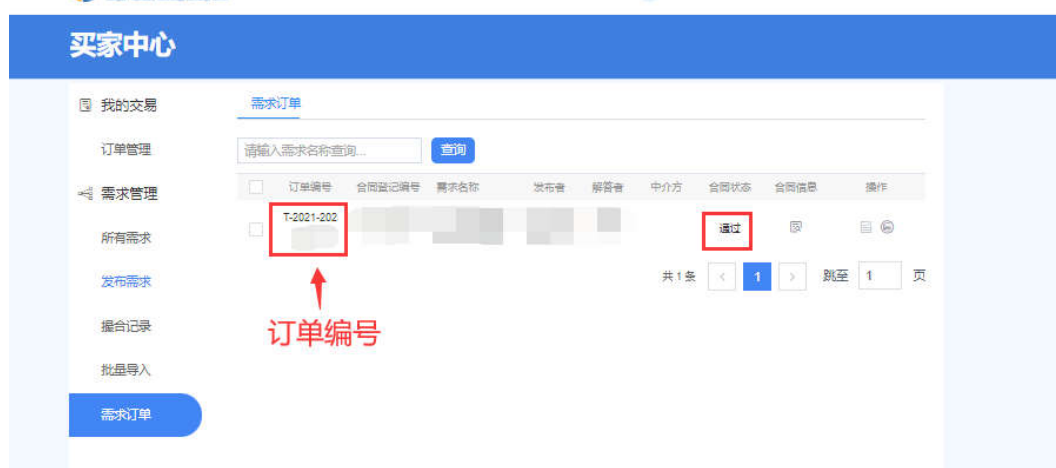 买家中心
我的交易
订单管理
需求管理
所有需求
发布需求
撮合记录
批量导入
需求订单
需求订单
请输入需求名称查询...
查询
订单编号 合同登记编号 需求名称 发布者 解答者 中介方 合同状态 合同信息 操作
T-2021-202 通过
共1条 < 1 > 跳至 1 页
订单编号